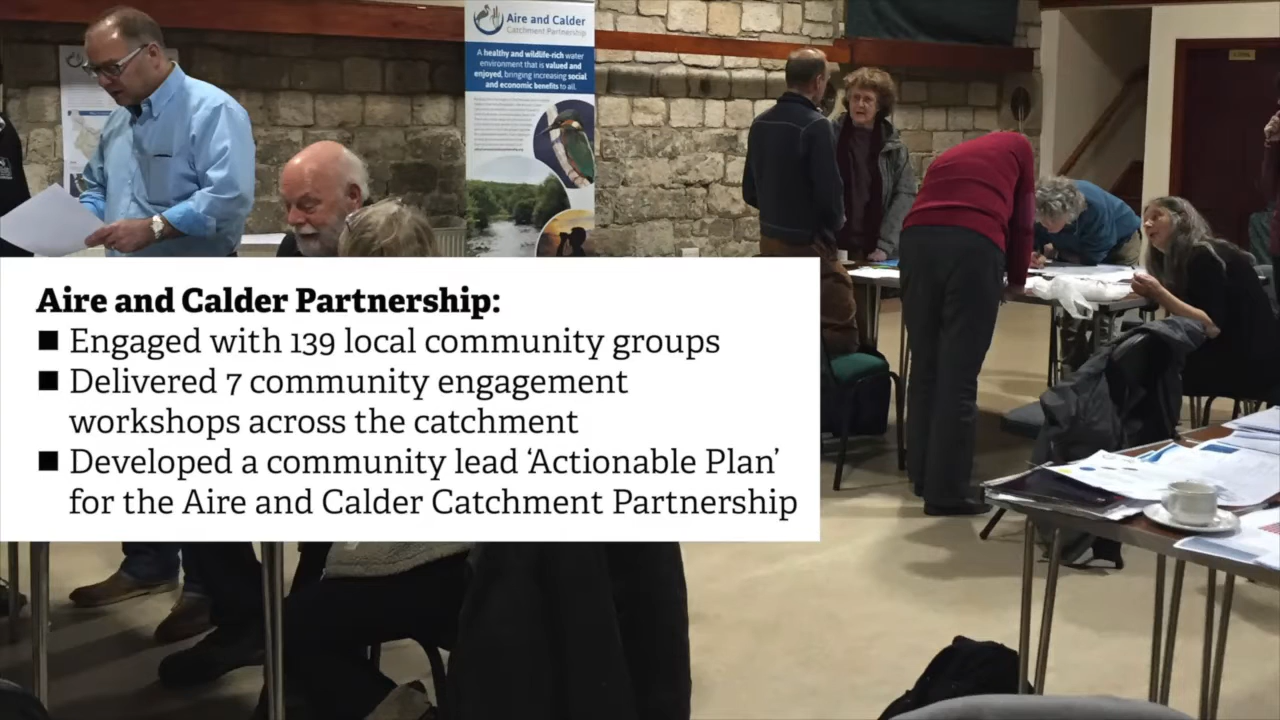 Aire and Calder
Catchment Partnership
A healthy and wildlife-rich water
environment that is valued and
enjoyed, bringing increasing social
and economic benefits to all.
Aire and Calder Partnership:
Engaged with 139 local community groups
Delivered 7 community engagement
workshops across the catchment
Developed a community lead ‘Actionable Plan’
for the Aire and Calder Catchment Partnership